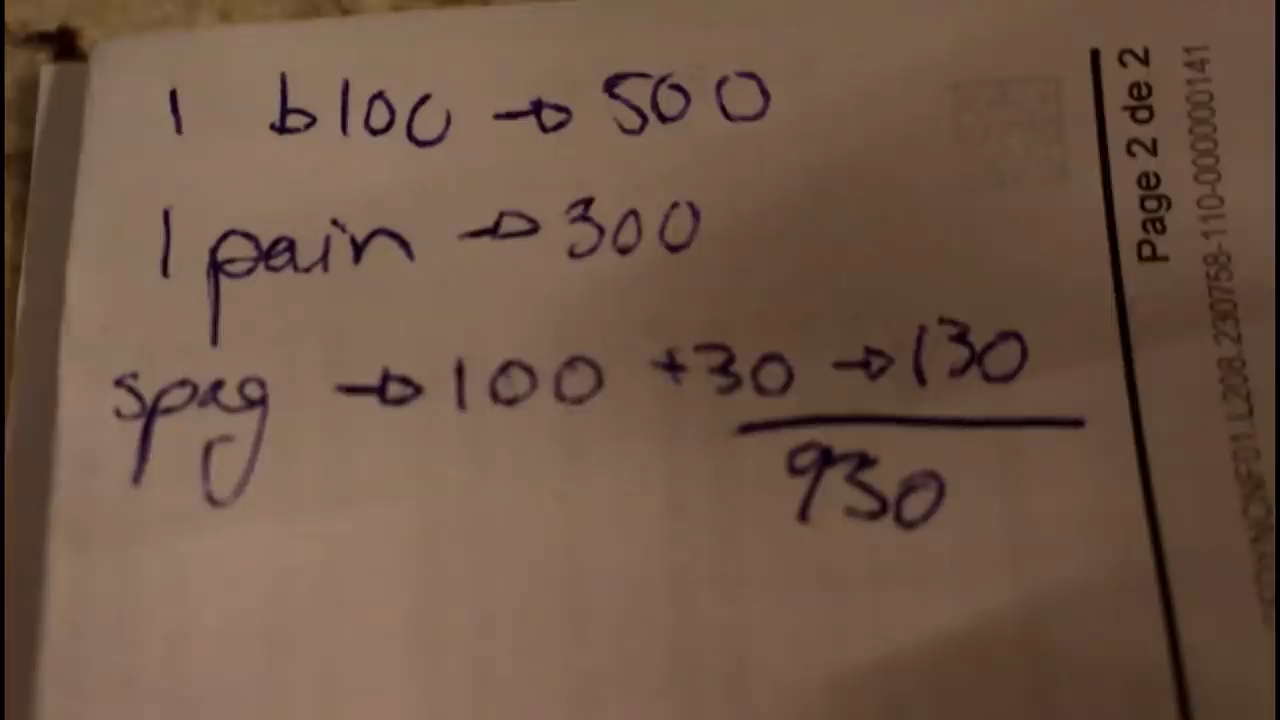 1 bloc → 500
1 pain → 300
spag → 100 +30 → 130
930
Page 2 de 2